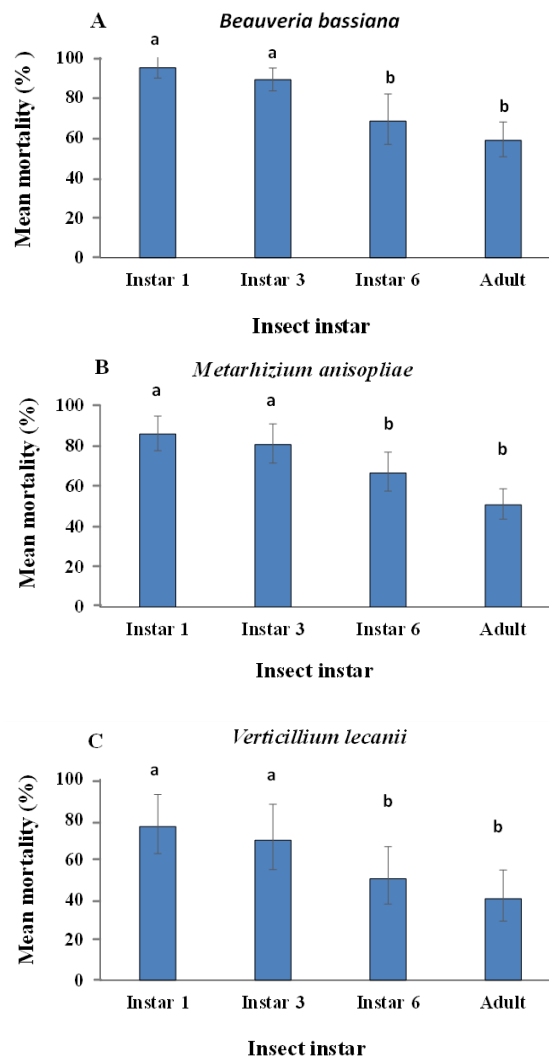 A
Beauveria bassiana
Mean mortality (%)
100
80
60
40
20
0
a
a
b
b
Instar 1
Instar 3
Instar 6
Adult
Insect instar
B
Metarhizium anisopliae
Mean mortality (%)
100
80
60
40
20
0
a
a
b
b
Instar 1
Instar 3
Instar 6
Adult
Insect instar
C
Verticillium lecanii
Mean mortality (%)
100
80
60
40
20
0
a
a
b
b
Instar 1
Instar 3
Instar 6
Adult
Insect instar